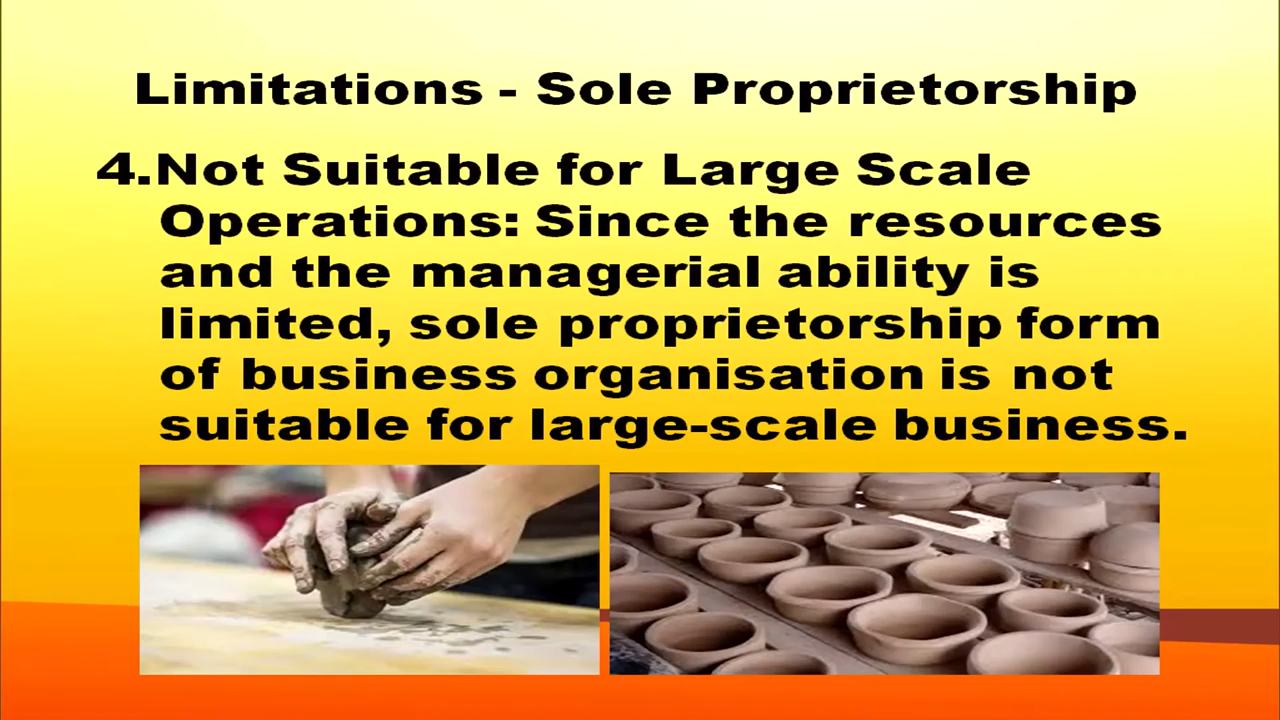 Limitations - Sole Proprietorship
4.Not Suitable for Large Scale
Operations: Since the resources
and the managerial ability is
limited, sole proprietorship form
of business organisation is not
suitable for large-scale business.